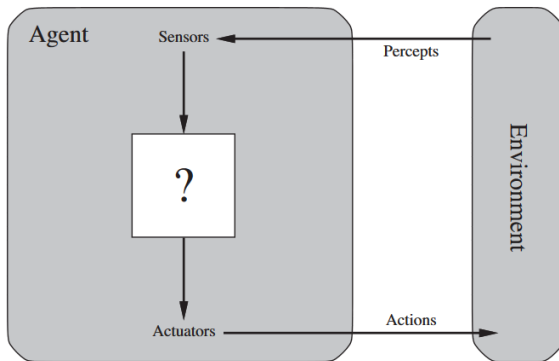 Agent
Sensors
Percepts
?
Environment
Actuators
Actions